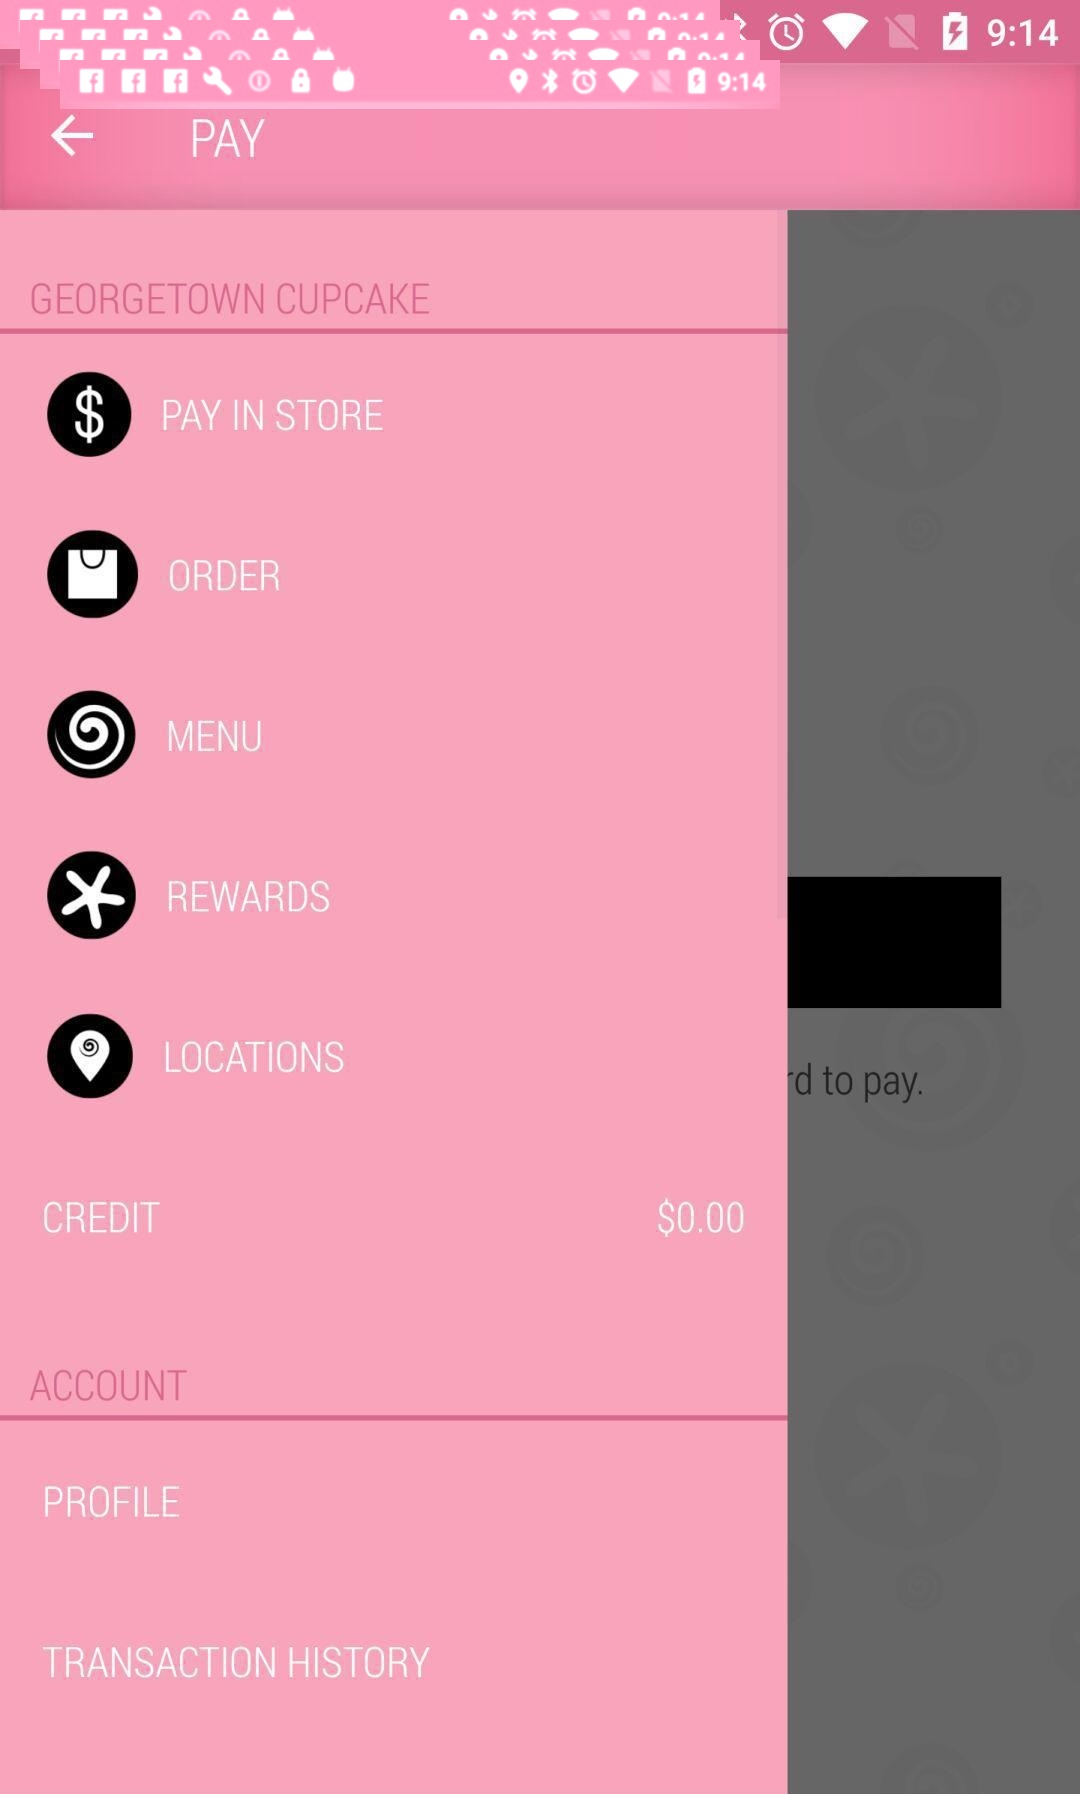 9:14
9:14
PAY
GEORGETOWN CUPCAKE
PAY IN STORE
ORDER
MENU
REWARDS
LOCATIONS
to pay.
CREDIT $0.00
ACCOUNT
PROFILE
TRANSACTION HISTORY